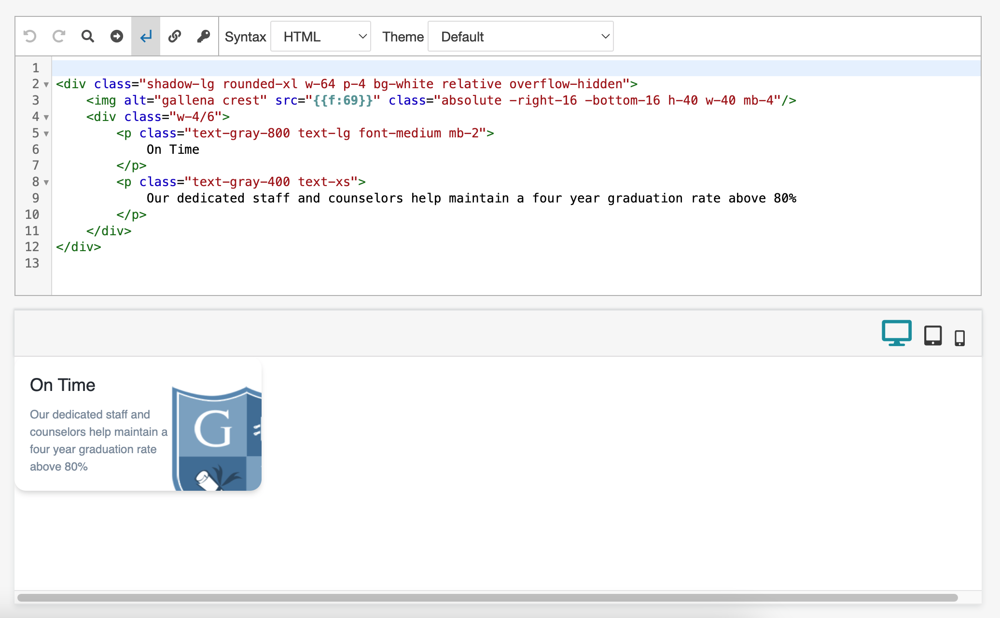 Syntax HTML Theme Default
1
2 <div class="shadow-lg rounded-xl w-64 p-4 bg-white relative overflow-hidden">
3 <img alt="gallena crest" src="{{f:69}}" class="absolute -right-16 -bottom-16 h-40 w-40 mb-4"/>
4 <div class="w-4/6">
5 <p class="text-gray-800 text-lg font-medium mb-2">
6 On Time
7 </p>
8 <p class="text-gray-400 text-xs">
9 Our dedicated staff and counselors help maintain a four year graduation rate above 80%
10 </p>
11 </div>
12 </div>
13
On Time
Our dedicated staff and
counselors help maintain a
four year graduation rate
above 80%
G